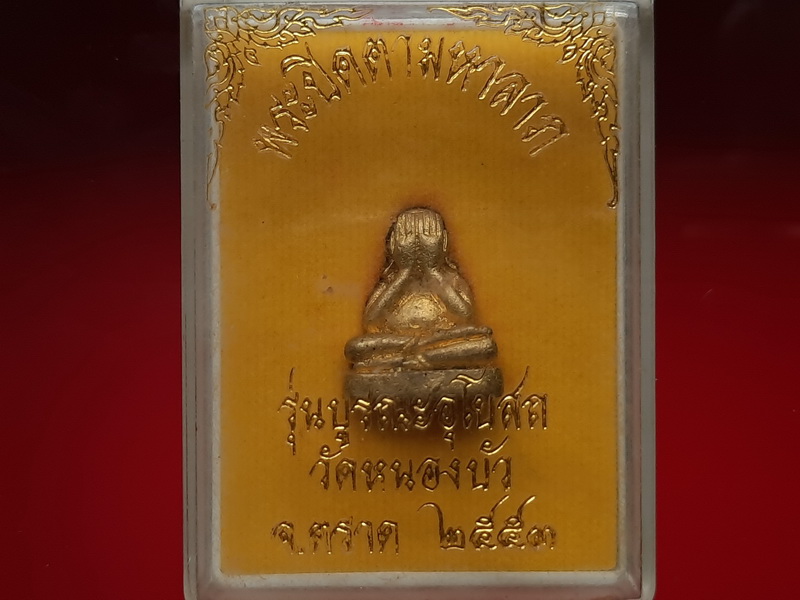 พระปิดตามหาลาภ
รุ่นบูรณะอุโบสถ
วัดหนองบัว
จ.ตราด ๒๕๕๓